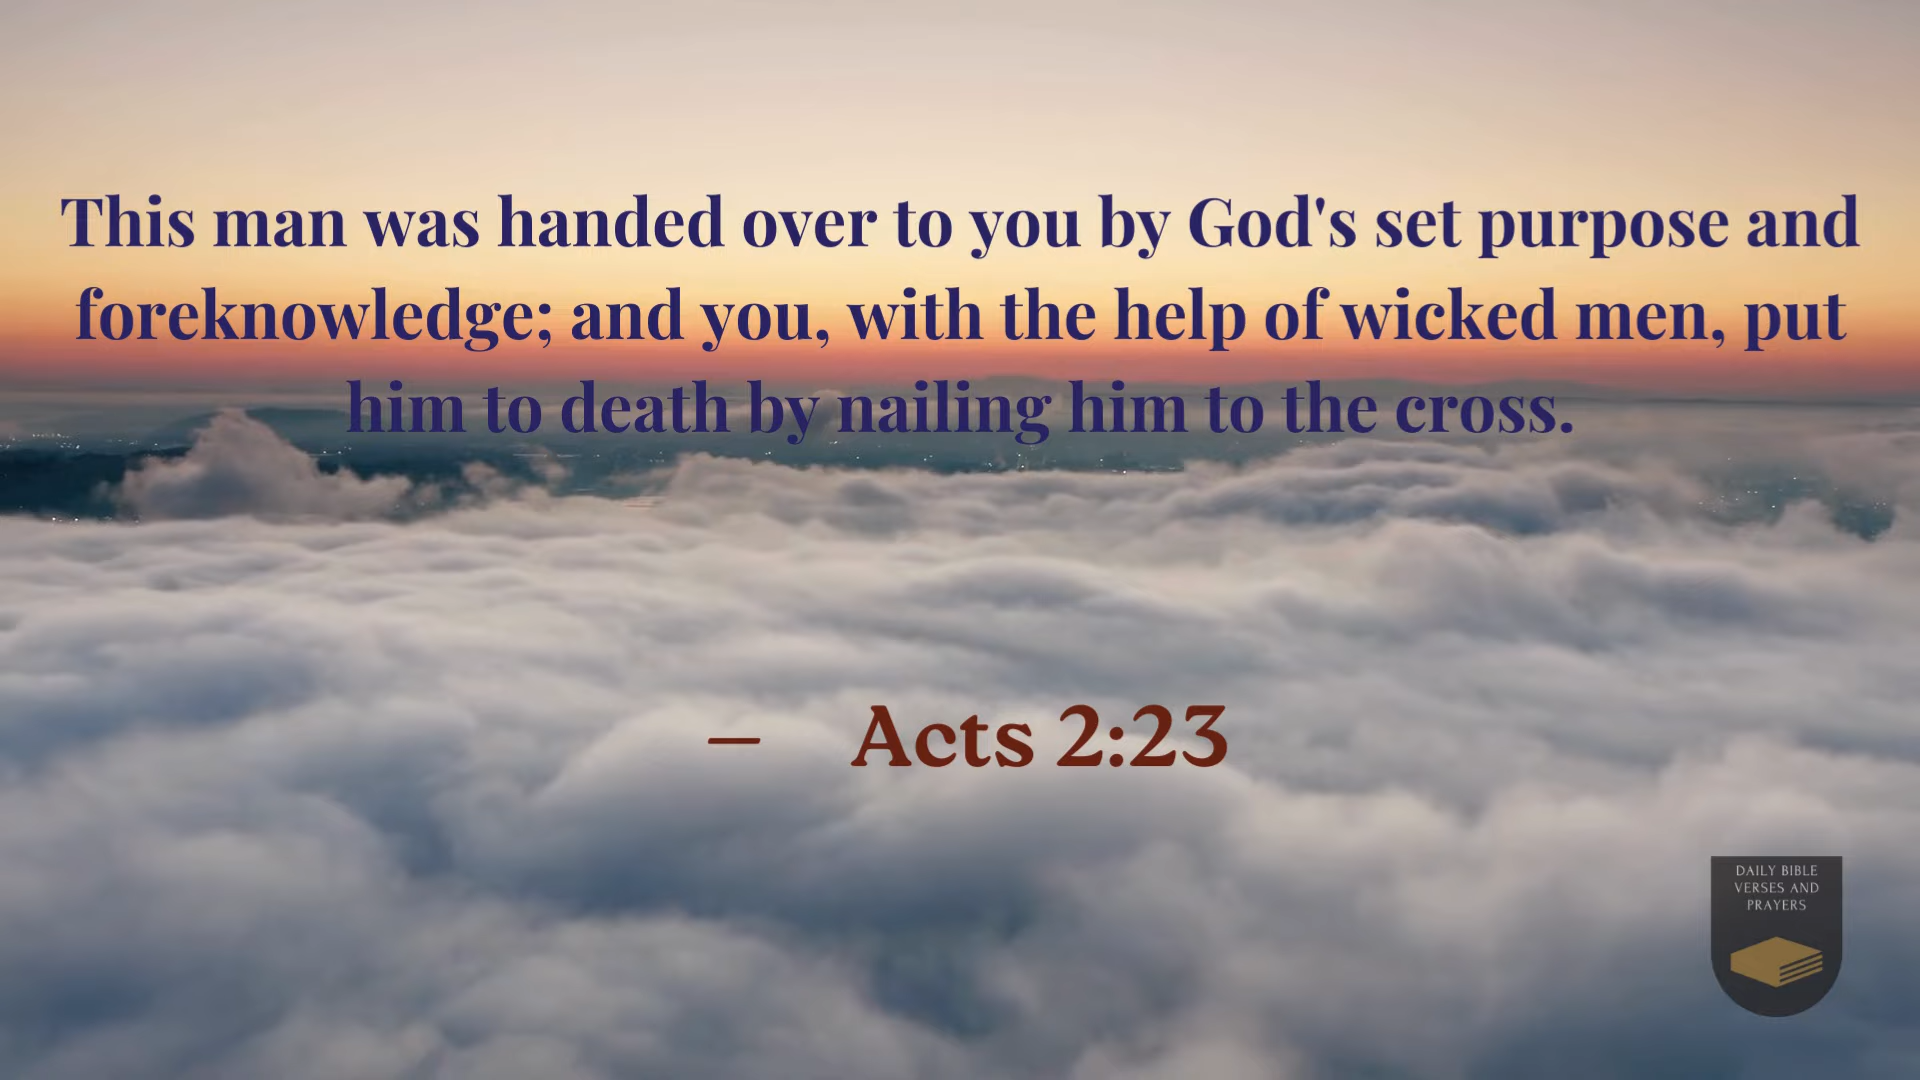 This man was handed over to you by God's set purpose and
foreknowledge; and you, with the help of wicked men, put
him to death by nailing him to the cross.
– Acts 2:23
DAILY BIBLE
VERSES AND
PRAYERS